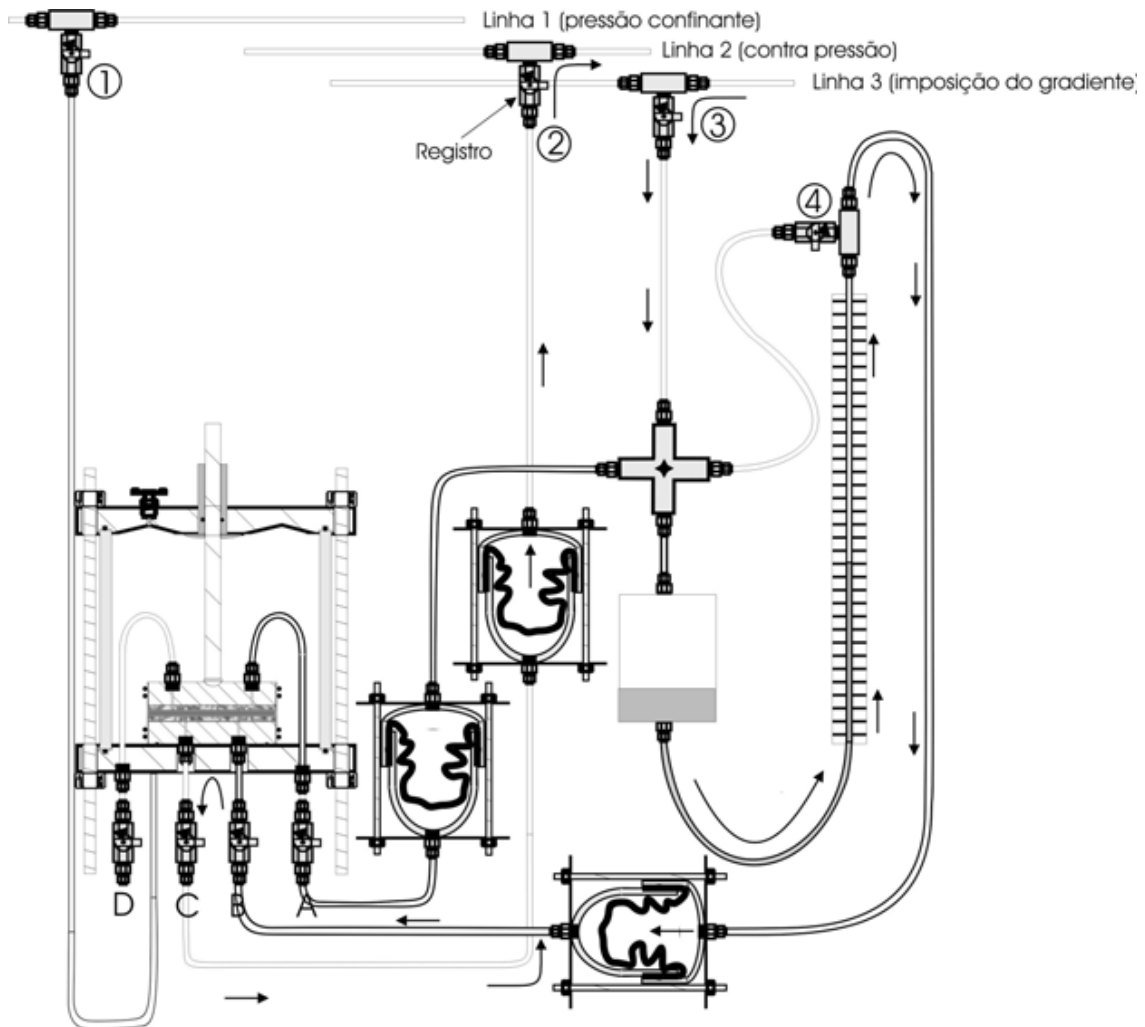 Linha 1 (pressão confinante)
Linha 2 (contra pressão)
Linha 3 (imposição do gradiente)
1
2
3
Registro
4
D C B A